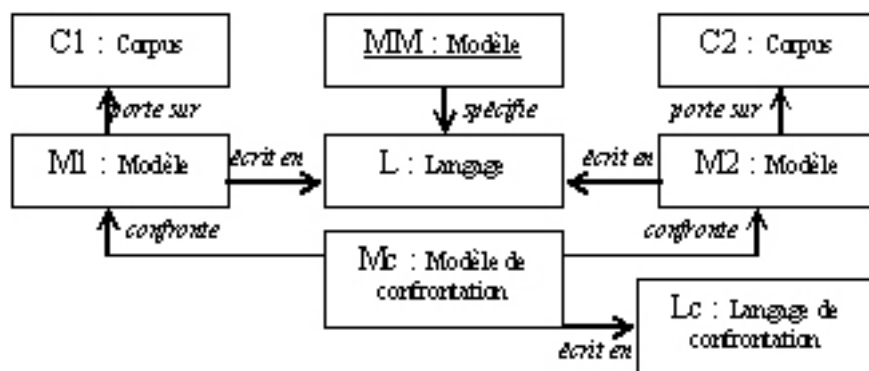 C1 : Corpus
MM : Modèle
C2 : Corpus
porte sur
spécifie
porte sur
M1 : Modèle
écrit en
L : Langage
écrit en
M2 : Modèle
confronte
Mc : Modèle de
confrontation
confronte
Lc : Langage de
confrontation
écrit en